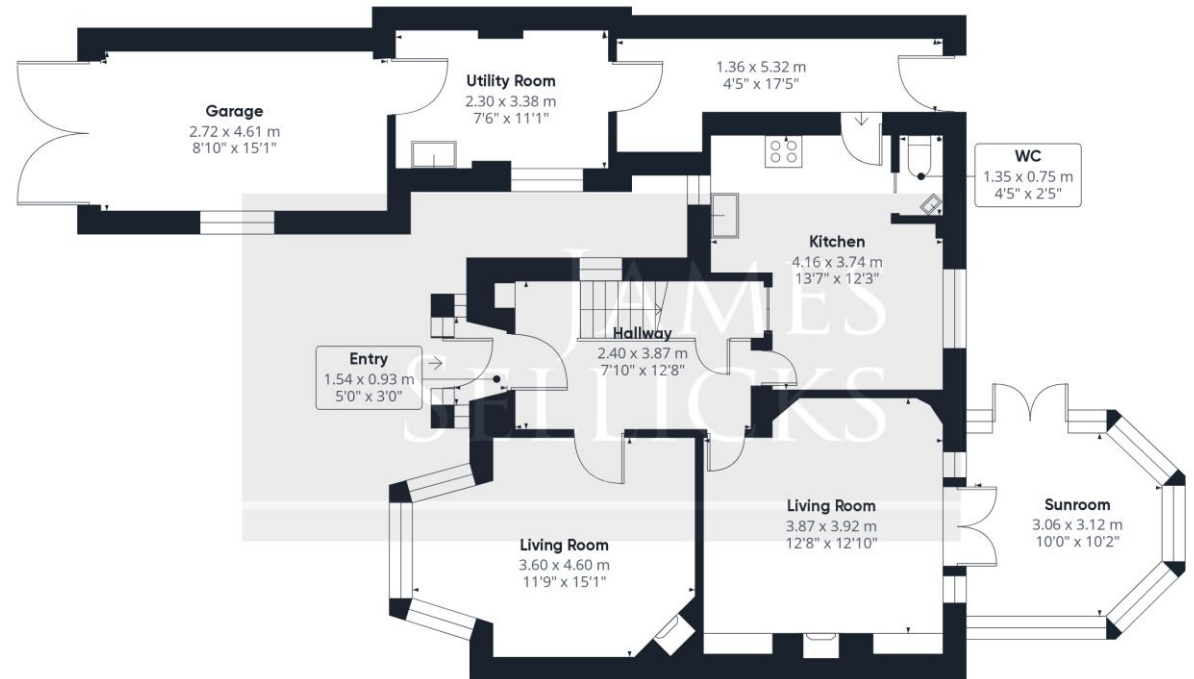 Garage
2.72 x 4.61 m
8'10" x 15'1"
Utility Room
2.30 x 3.38 m
7'6" x 11'1"
1.36 x 5.32 m
4'5" x 17'5"
WC
1.35 x 0.75 m
4'5" x 2'5"
Kitchen
4.16 x 3.74 m
13'7" x 12'3"
Hallway
2.40 x 3.87 m
7'10" x 12'8"
Entry
1.54 x 0.93 m
5'0" x 3'0"
JAMES
SELLICKS
Living Room
3.60 x 4.60 m
11'9" x 15'1"
Living Room
3.87 x 3.92 m
12'8" x 12'10"
Sunroom
3.06 x 3.12 m
10'0" x 10'2"